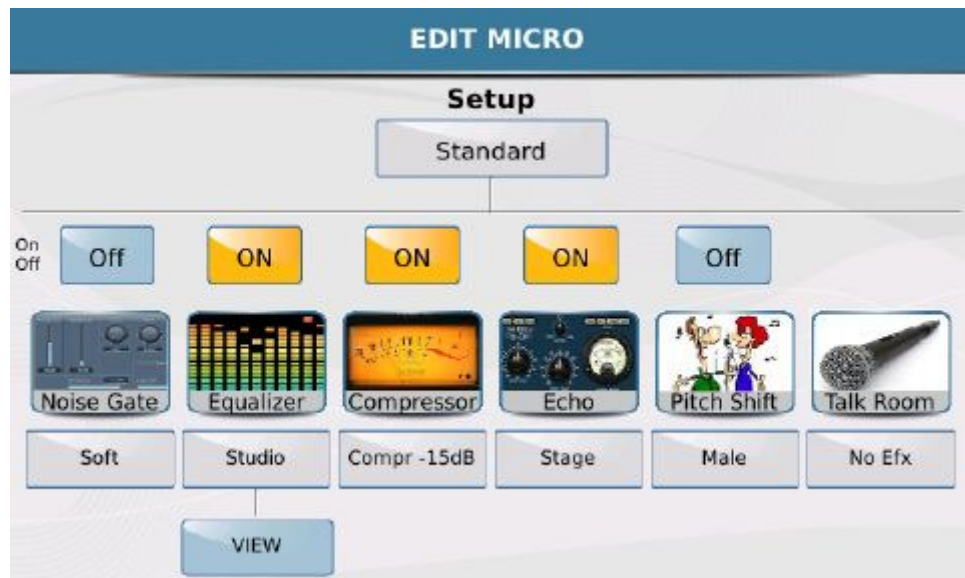 EDIT MICRO
Setup
Standard
On
Off
Off
ON
ON
ON
Off
Noise Gate
Equalizer
Compressor
Echo
Pitch Shift
Talk Room
Soft
Studio
Compr -15dB
Stage
Male
No Efx
VIEW